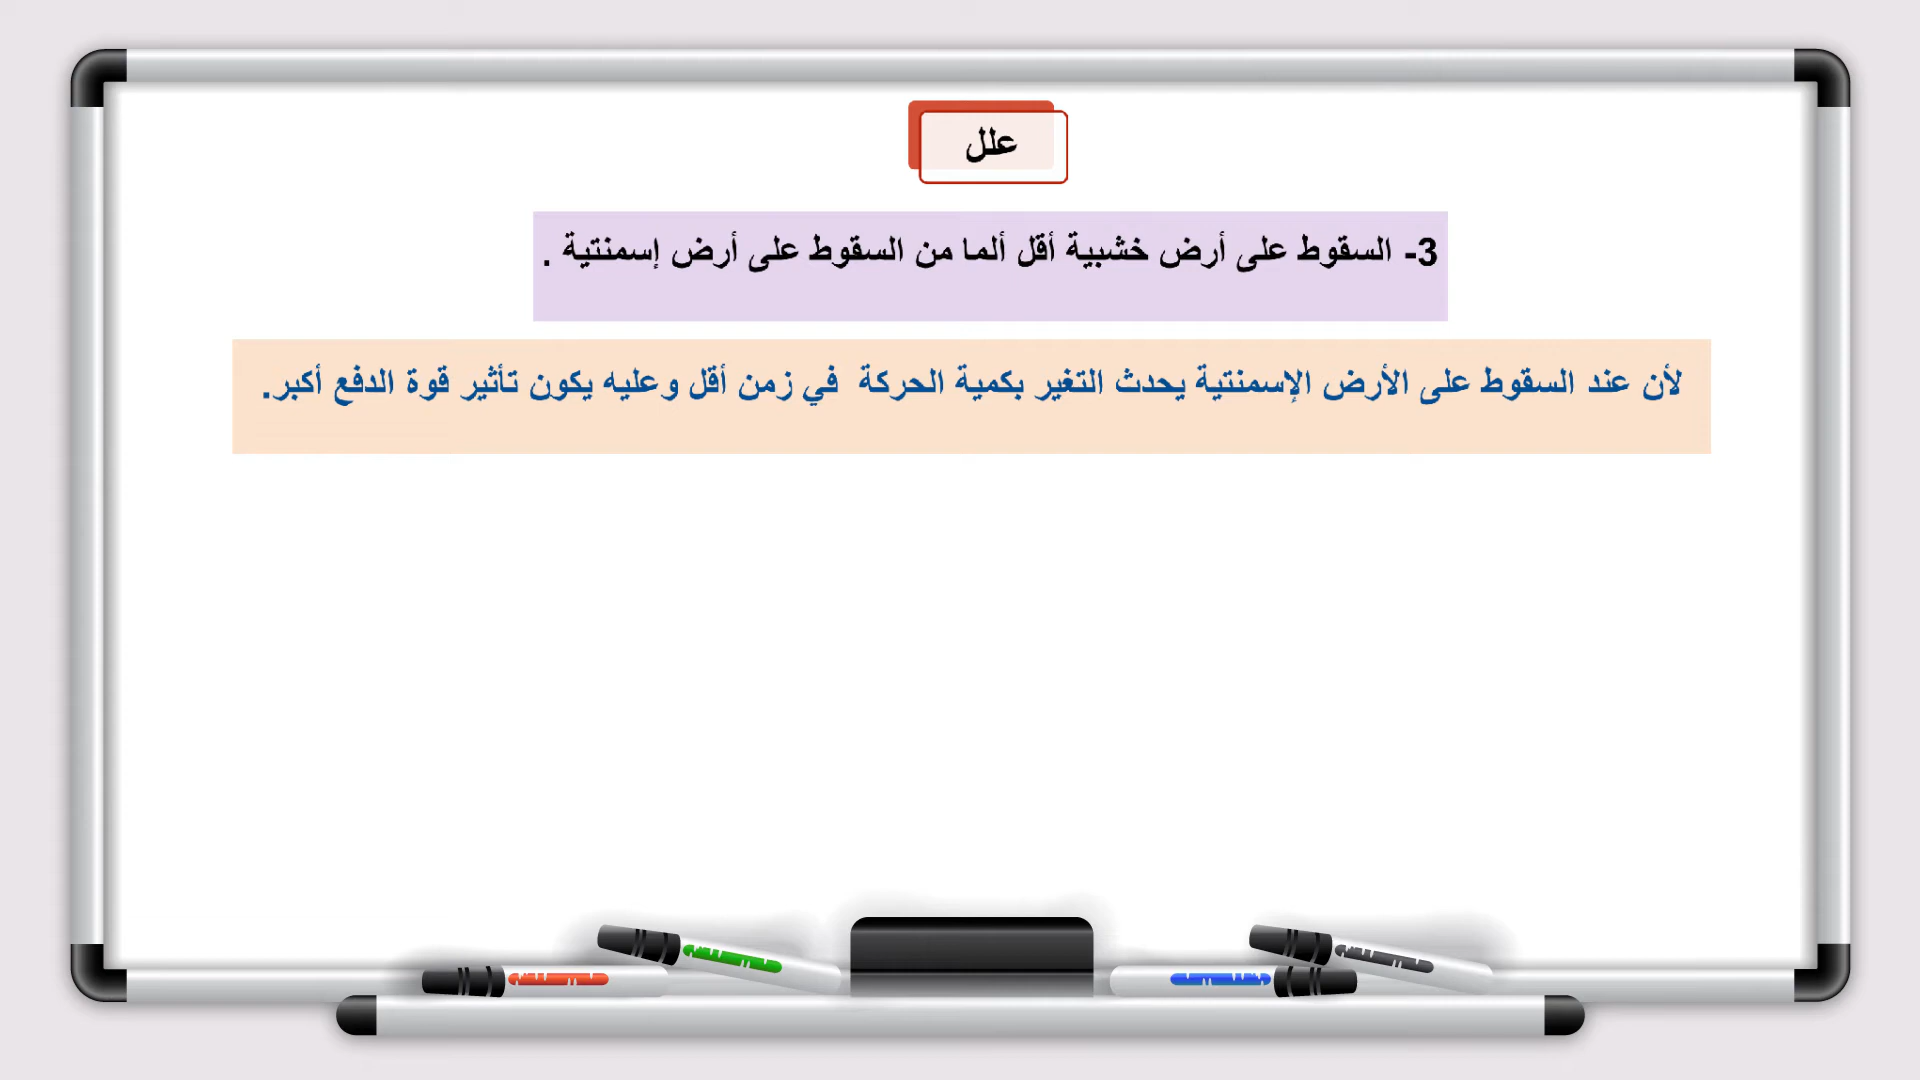 علل
3- السقوط على أرض خشبية أقل ألما من السقوط على أرض إسمنتية .
لأن عند السقوط على الأرض الإسمنتية يحدث التغير بكمية الحركة في زمن أقل وعليه يكون تأثير قوة الدفع أكبر.